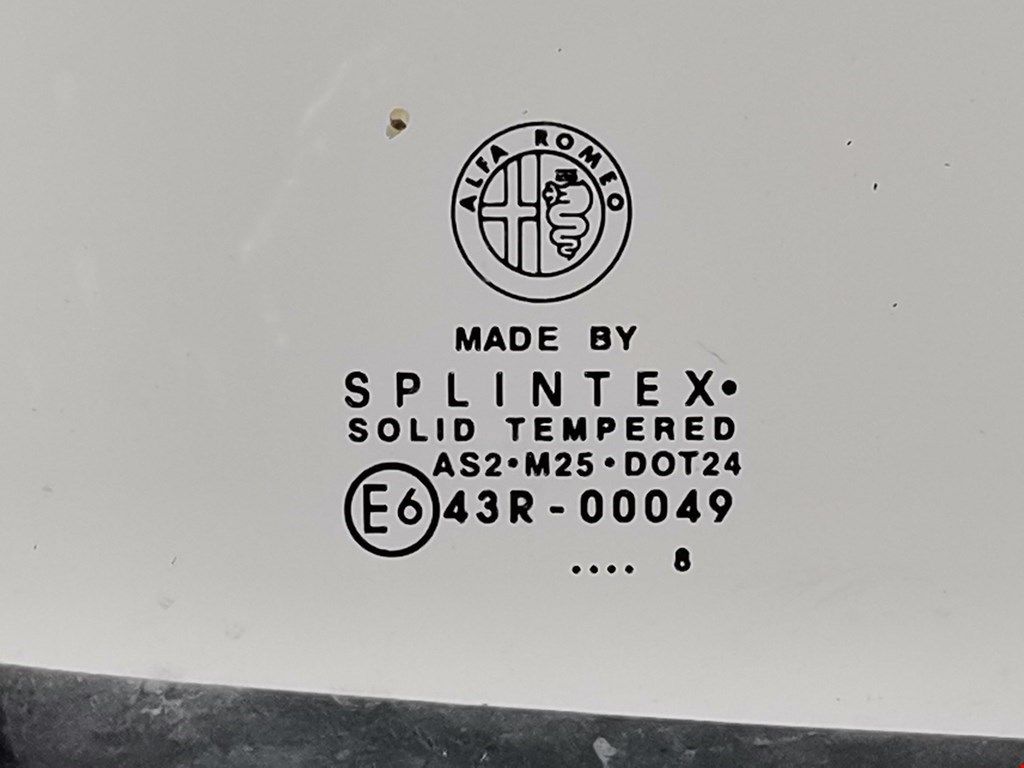 ALFA ROMEO
MADE BY
SPLINTEX•
SOLID TEMPERED
AS2•M25•DOT24
E6 43R-00049
.... 8